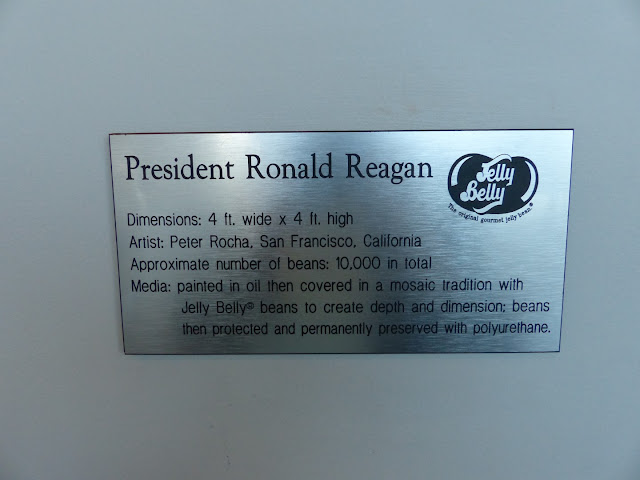 President Ronald Reagan
Jelly
Belly
The original gourmet jelly bean.®
Dimensions: 4 ft. wide x 4 ft. high
Artist: Peter Rocha, San Francisco, California
Approximate number of beans: 10,000 in total
Media: painted in oil then covered in a mosaic tradition with
Jelly Belly® beans to create depth and dimension; beans
then protected and permanently preserved with polyurethane.